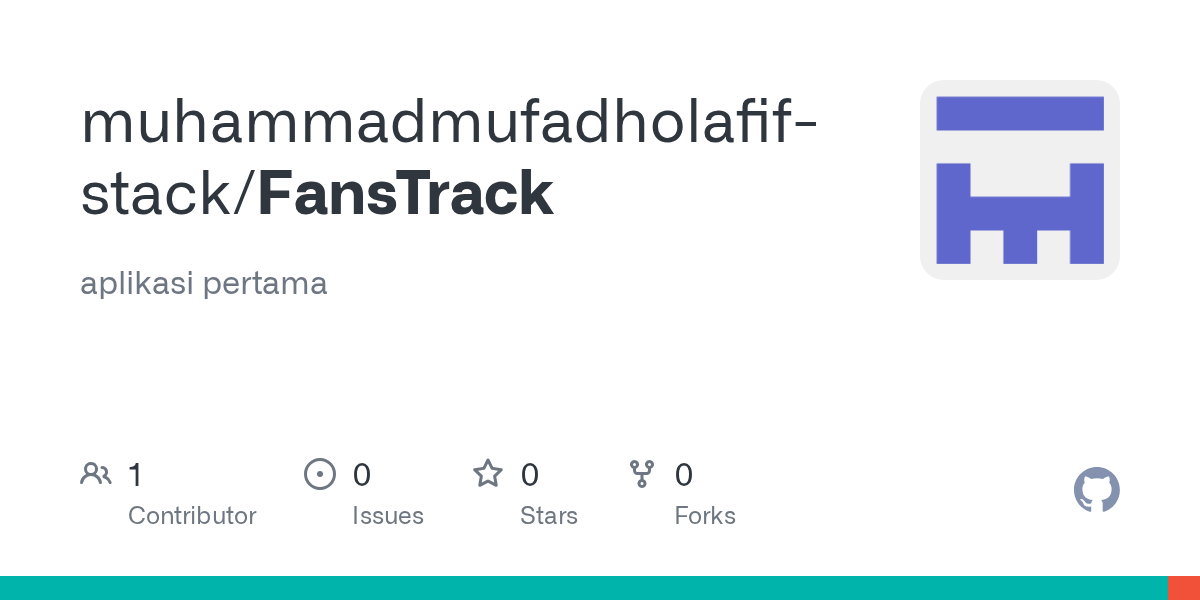 muhammadmufadholafif-
stack/FansTrack
aplikasi pertama
1 0 0 0
Contributor Issues Stars Forks